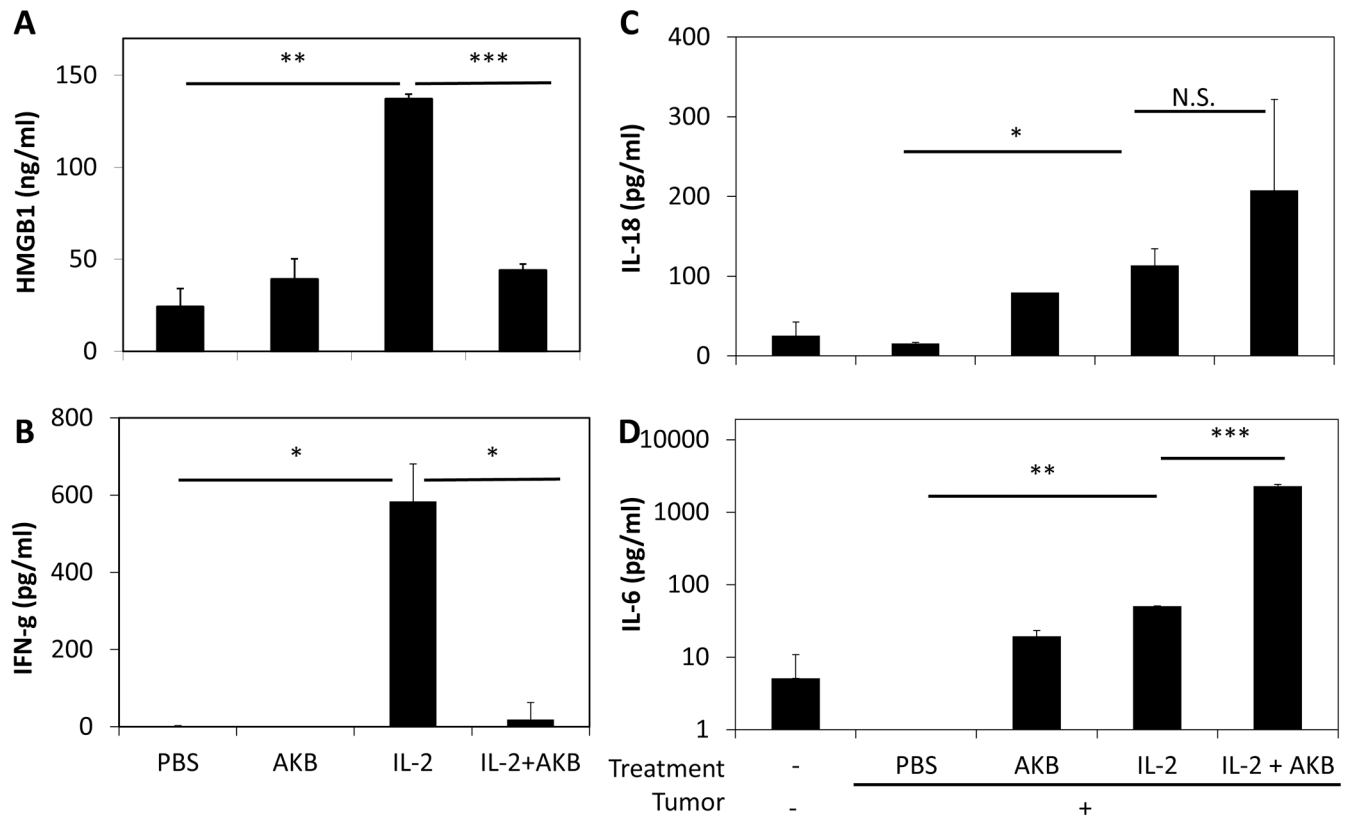 A
HMGB1 (ng/ml)
150
100
50
0
**
***
B
IFN-g (pg/ml)
800
600
400
200
0
*
*
PBS AKB IL-2 IL-2+AKB
C
IL-18 (pg/ml)
400
300
200
100
0
*
N.S.
D
IL-6 (pg/ml)
10000
1000
100
10
1
**
***
Treatment - PBS AKB IL-2 IL-2 + AKB
Tumor - +